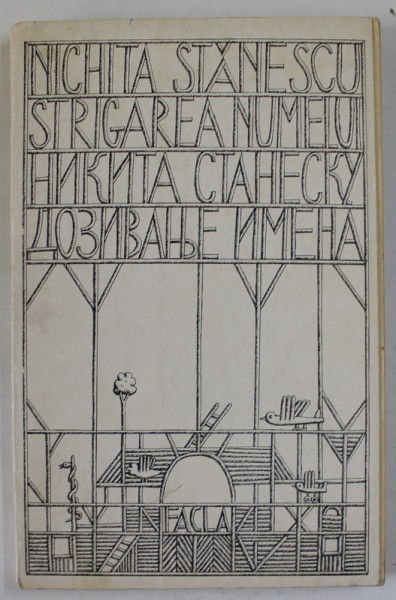 NICHITA STĂNESCU
STRIGAREA NUMELUI
НИКИТА СТАНЕСКУ
ДОЗИВАЊЕ ИМЕНА
FACLA